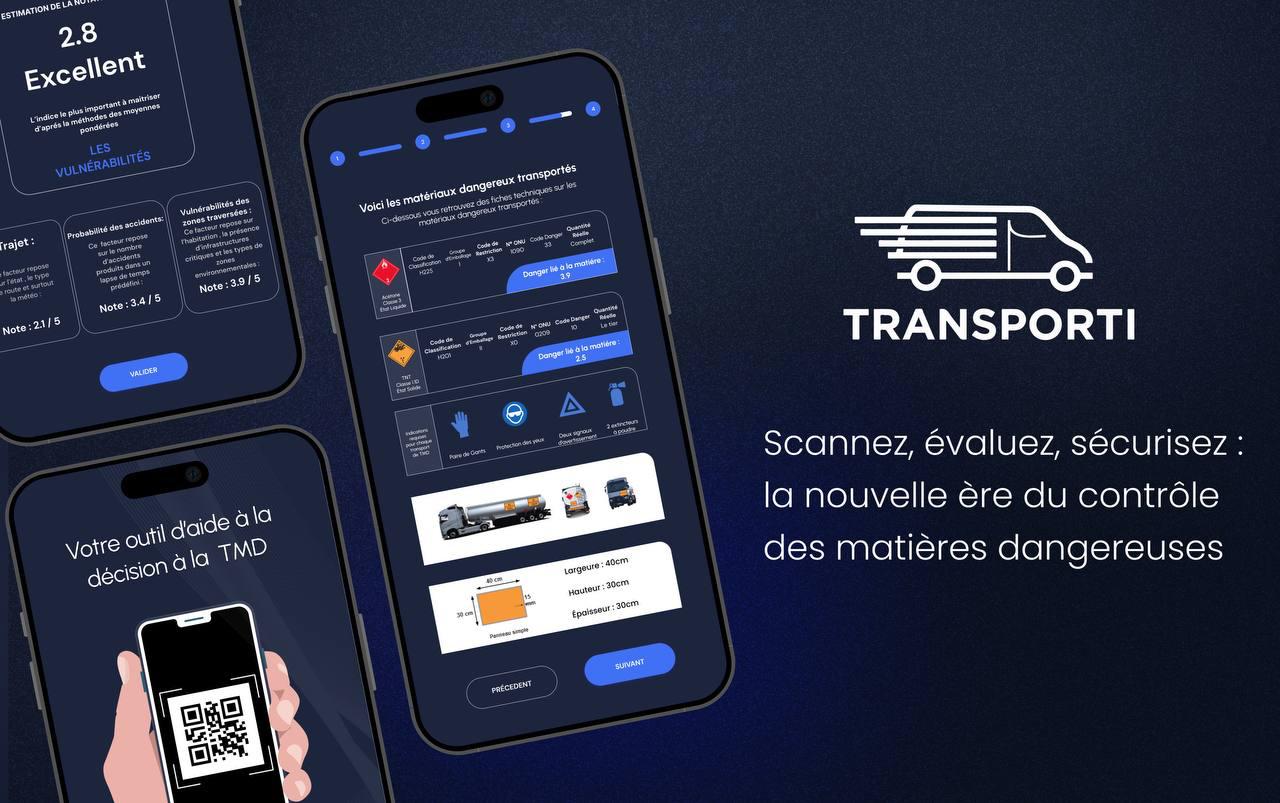 ESTIMATION DE LA
2.8
Excellent
L'indice le plus important à maitriser
d'aprés la méthodes des moyennes
pondérées
LES
VULNÉRABILITÉS
Trajet :
facteur repose
sur l'état , le type
route et surtout
la météo :
Note : 2.1 / 5
Probabilité des accidents:
Ce facteur repose
sur le nombre
d'accidents
produits dans un
lapse de temps
prédéfini :
Note : 3.4 / 5
Vulnérabilités des
zones traversées :
Ce facteur repose sur
l'habitation , la présence
d'infrastructures
critiques et les types de
zones
environnementales :
Note : 3.9 / 5
VALIDER
Votre outil d'aide à la
décision à la TMD
1
2
3
4
Voici les matériaux dangereux transportés
Ci-dessous vous retrouvez des fiches techniques sur les
matériaux dangereux transportés :
Acétone
Classe 3
État Liquide
Code de
Classification
H225
Groupe
d'Emballage
I
Code de
Restriction
X3
N° ONU
1090
Code Danger
33
Quantité
Réelle
Complet
Danger lié à la matière :
3.9
TNT
Classe 1.1D
État Solide
Code de
Classification
H201
Groupe
d'Emballage
II
Code de
Restriction
X0
N° ONU
0209
Code Danger
10
Quantité
Réelle
Le tier
Danger lié à la matière :
2.5
Indications
requises
pour chaque
transport
de TMD
Paire de Gants
Protection des yeux
Deux signaux
d'avertissement
2 extincteurs
à poudre
40 cm
30 cm
15
mm
Panneau simple
Largeure : 40cm
Hauteur : 30cm
Épaisseur : 30cm
PRÉCEDENT
SUIVANT
TRANSPORTI
Scannez, évaluez, sécurisez :
la nouvelle ère du contrôle
des matières dangereuses